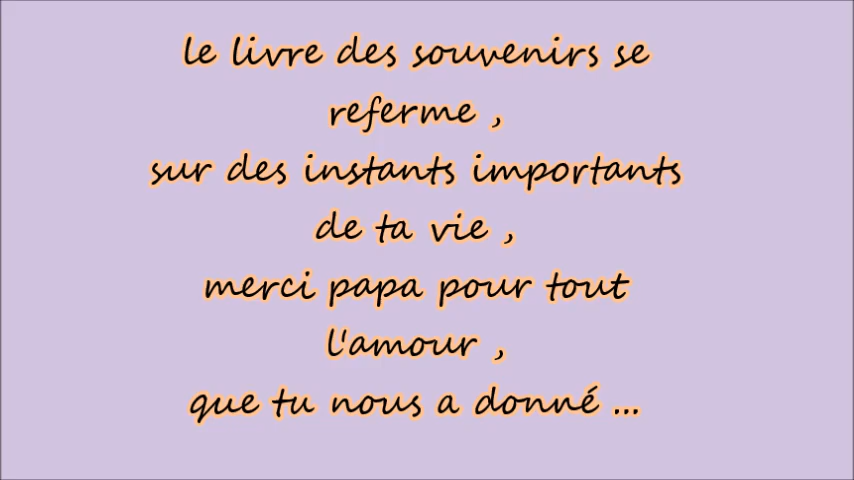 le livre des souvenirs se
referme ,
sur des instants importants
de ta vie ,
merci papa pour tout
l'amour ,
que tu nous a donné ...